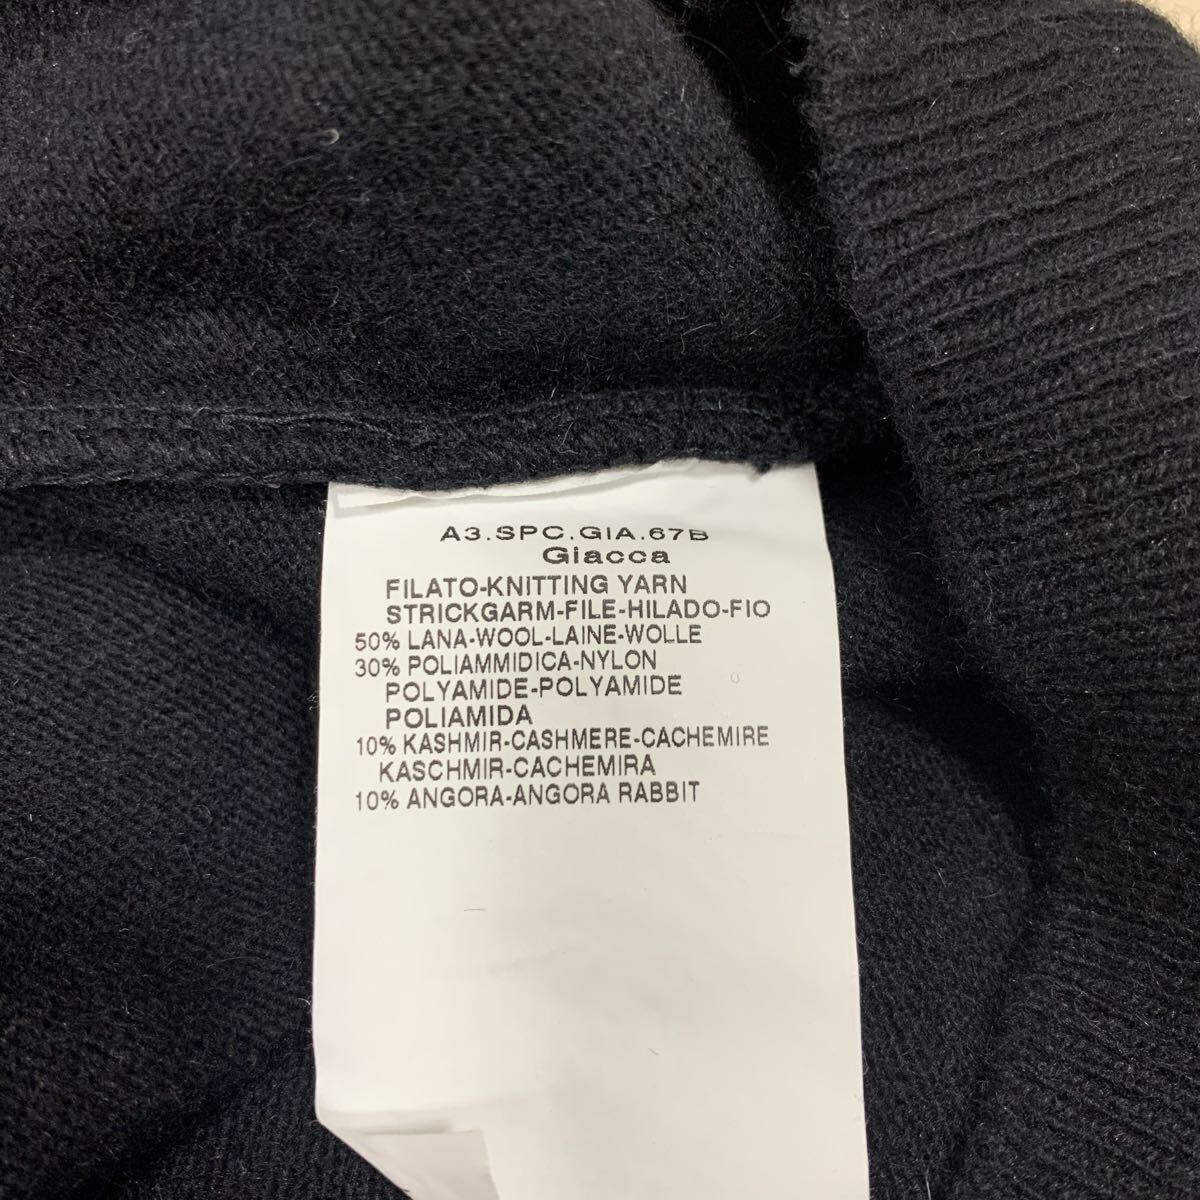 A3.SPC.GIA.67B
Giacca
FILATO-KNITTING YARN
STRICKGARM-FILE-HILADO-FIO
50% LANA-WOOL-LAINE-WOLLE
30% POLIAMMIDICA-NYLON
POLYAMIDE-POLYAMIDE
POLIAMIDA
10% KASHMIR-CASHMERE-CACHEMIRE
KASCHMIR-CACHEMIRA
10% ANGORA-ANGORA RABBIT